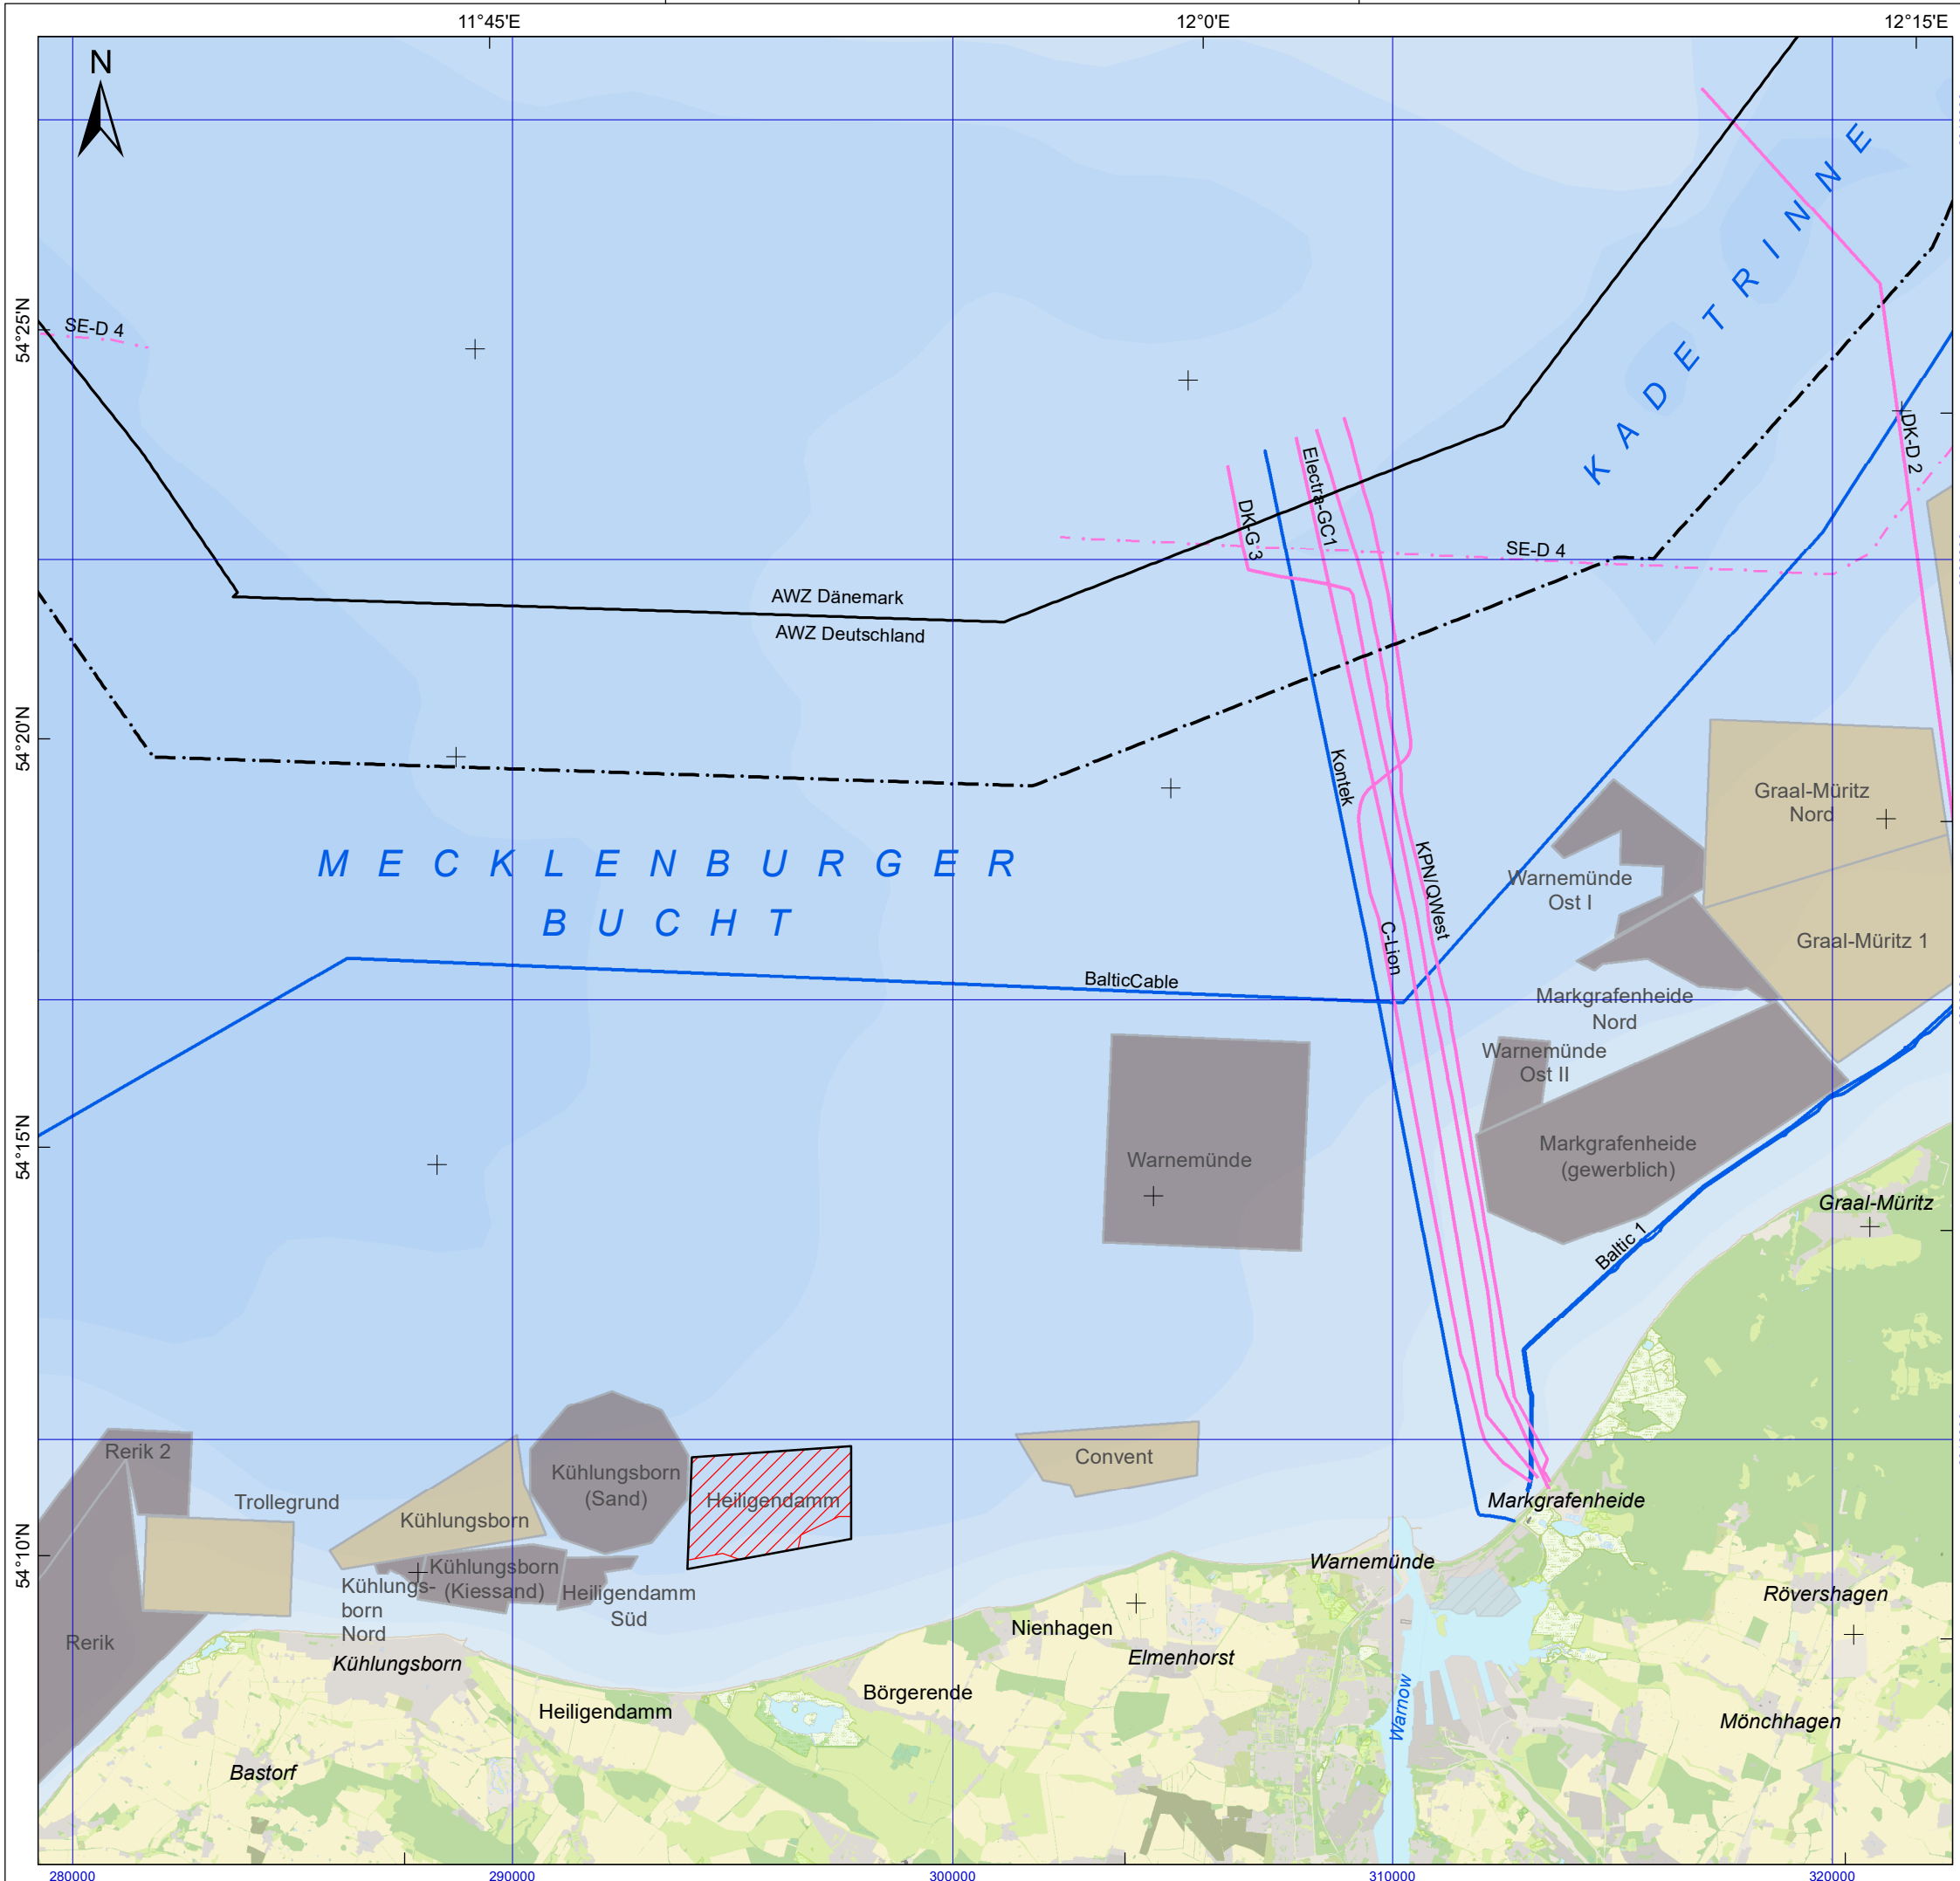 11°45'E
12°0'E
12°15'E
N
KADETRINNE
54°25'N
SE-D 4
DK-D 2
Electra-GC1
DK-G 3
SE-D 4
AWZ Dänemark
AWZ Deutschland
54°20'N
Kontek
Graal-Müritz
Nord
MECKLENBURGER
BUCHT
KPN/QWest
Warnemünde
Ost I
C-Lion
Graal-Müritz 1
BalticCable
Markgrafenheide
Nord
Warnemünde
Ost II
54°15'N
Warnemünde
Markgrafenheide
(gewerblich)
Graal-Müritz
Baltic 1
Rerik 2
Convent
Kühlungsborn
(Sand)
Trollegrund
Heiligendamm
Markgrafenheide
Kühlungsborn
54°10'N
Warnemünde
Kühlungsborn
(Kiessand)
Kühlungs-
born
Nord
Heiligendamm
Süd
Rövershagen
Nienhagen
Rerik
Elmenhorst
Kühlungsborn
Börgerende
Heiligendamm
Warnow
Mönchhagen
Bastorf
280000
290000
300000
310000
320000